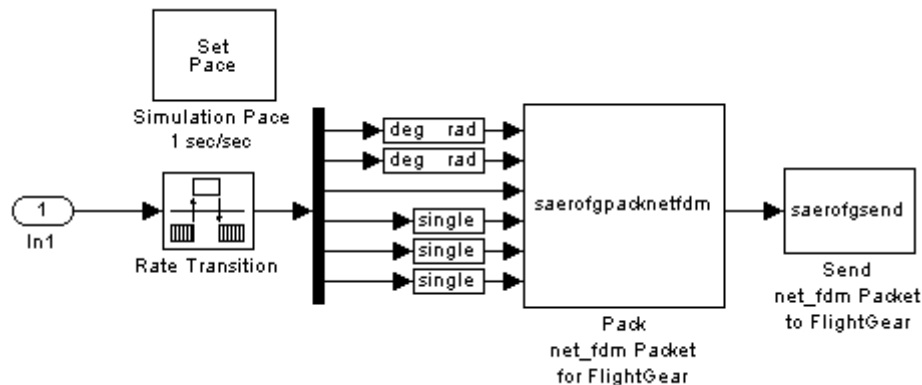 Set
Pace
Simulation Pace
1 sec/sec
1
In1
Rate Transition
deg rad
deg rad
single
single
single
saerofgpacknetfdm
Pack
net_fdm Packet
for FlightGear
saerofgsend
Send
net_fdm Packet
to FlightGear